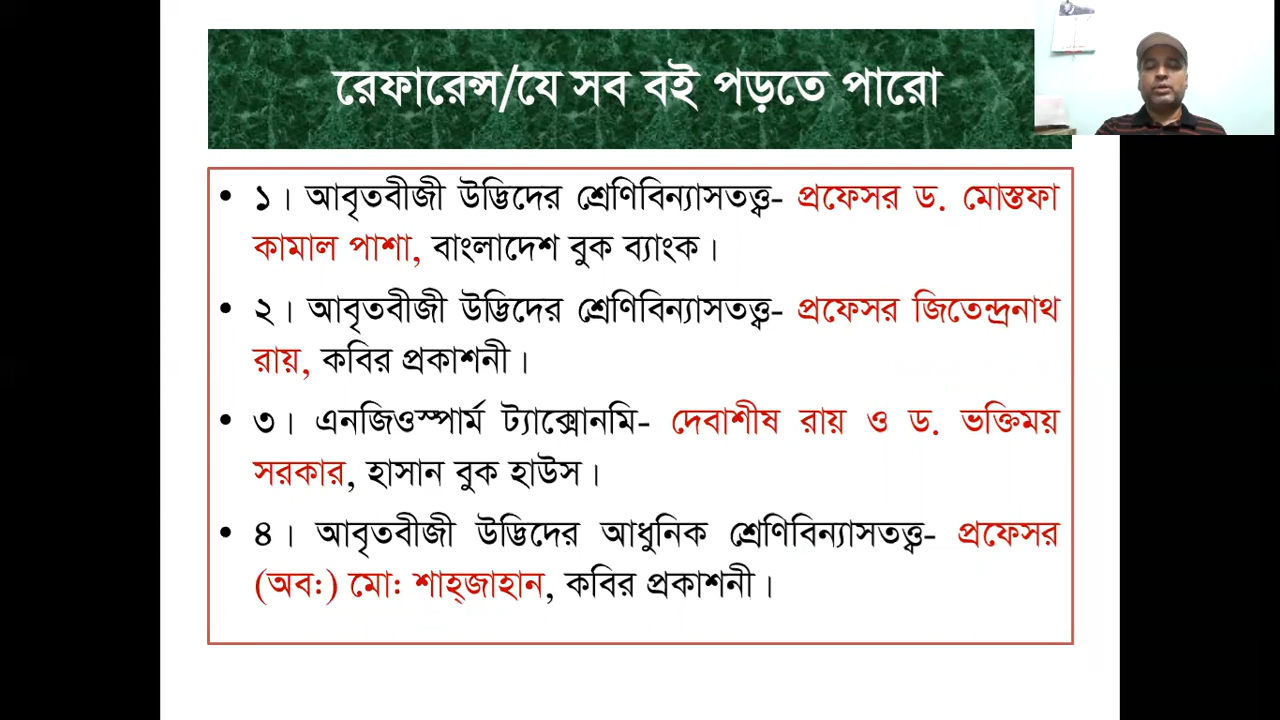 রেফারেন্স/যে সব বই পড়তে পারো
• ১। আবৃতবীজী উদ্ভিদের শ্রেণিবিন্যাসতত্ত্ব- প্রফেসর ড. মোস্তফা
কামাল পাশা, বাংলাদেশ বুক ব্যাংক।
• ২। আবৃতবীজী উদ্ভিদের শ্রেণিবিন্যাসতত্ত্ব- প্রফেসর জিতেন্দ্রনাথ
রায়, কবির প্রকাশনী।
• ৩। এনজিওস্পার্ম ট্যাক্সোনমি- দেবাশীষ রায় ও ড. ভক্তিময়
সরকার, হাসান বুক হাউস।
• ৪। আবৃতবীজী উদ্ভিদের আধুনিক শ্রেণিবিন্যাসতত্ত্ব- প্রফেসর
(অব:) মো: শাহ্জাহান, কবির প্রকাশনী।